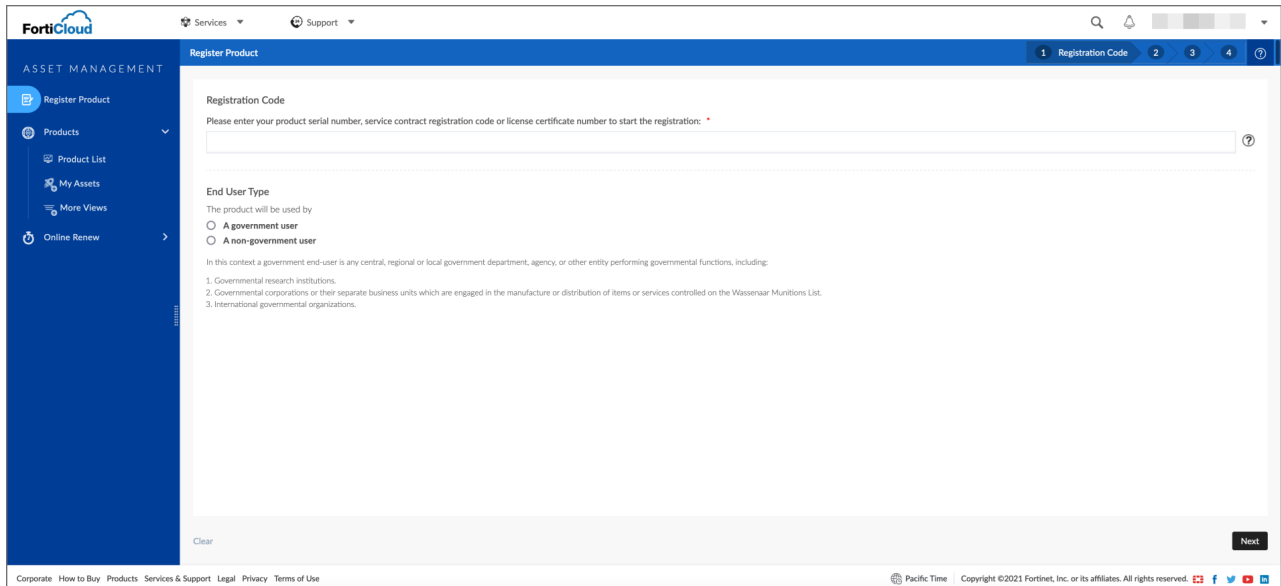 FortiCloud
Services
Support
ASSET MANAGEMENT
Register Product
Products
Product List
My Assets
More Views
Online Renew
Register Product
1 Registration Code 2 3 4
Registration Code
Please enter your product serial number, service contract registration code or license certificate number to start the registration: *
End User Type
The product will be used by
A government user
A non-government user
In this context a government end-user is any central, regional or local government department, agency, or other entity performing governmental functions, including:
1. Governmental research institutions.
2. Governmental corporations or their separate business units which are engaged in the manufacture or distribution of items or services controlled on the Wassenaar Munitions List.
3. International governmental organizations.
Clear
Next
Corporate How to Buy Products Services & Support Legal Privacy Terms of Use
Pacific Time Copyright ©2021 Fortinet, Inc. or its affiliates. All rights reserved.